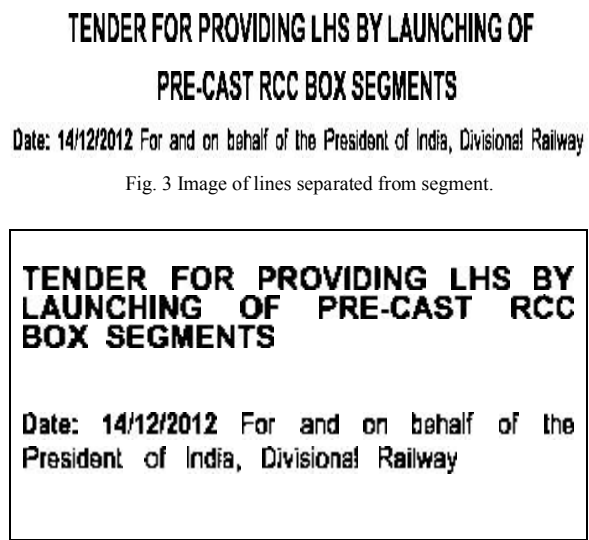 TENDER FOR PROVIDING LHS BY LAUNCHING OF
PRE-CAST RCC BOX SEGMENTS
Date: 14/12/2012 For and on behalf of the President of India, Divisional Railway
Fig. 3 Image of lines separated from segment.
TENDER FOR PROVIDING LHS BY
LAUNCHING OF PRE-CAST RCC
BOX SEGMENTS
Date: 14/12/2012 For and on behalf of the
President of India, Divisional Railway